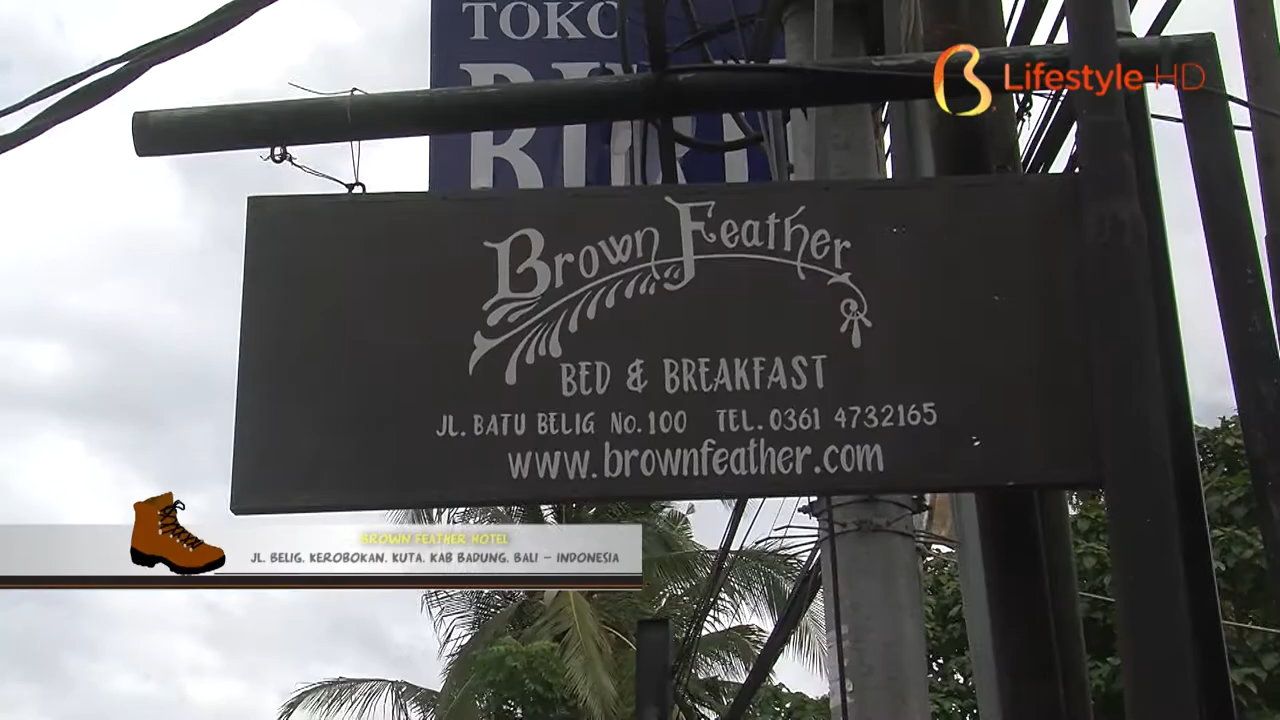 TOKO
B Lifestyle HD
Brown Feather
BED & BREAKFAST
JL. BATU BELIG No. 100 TEL. 0361 4732165
www.brownfeather.com
BROWN FEATHER HOTEL
JL. BELIG. KEROBOKAN. KUTA. KAB BADUNG. BALI – INDONESIA